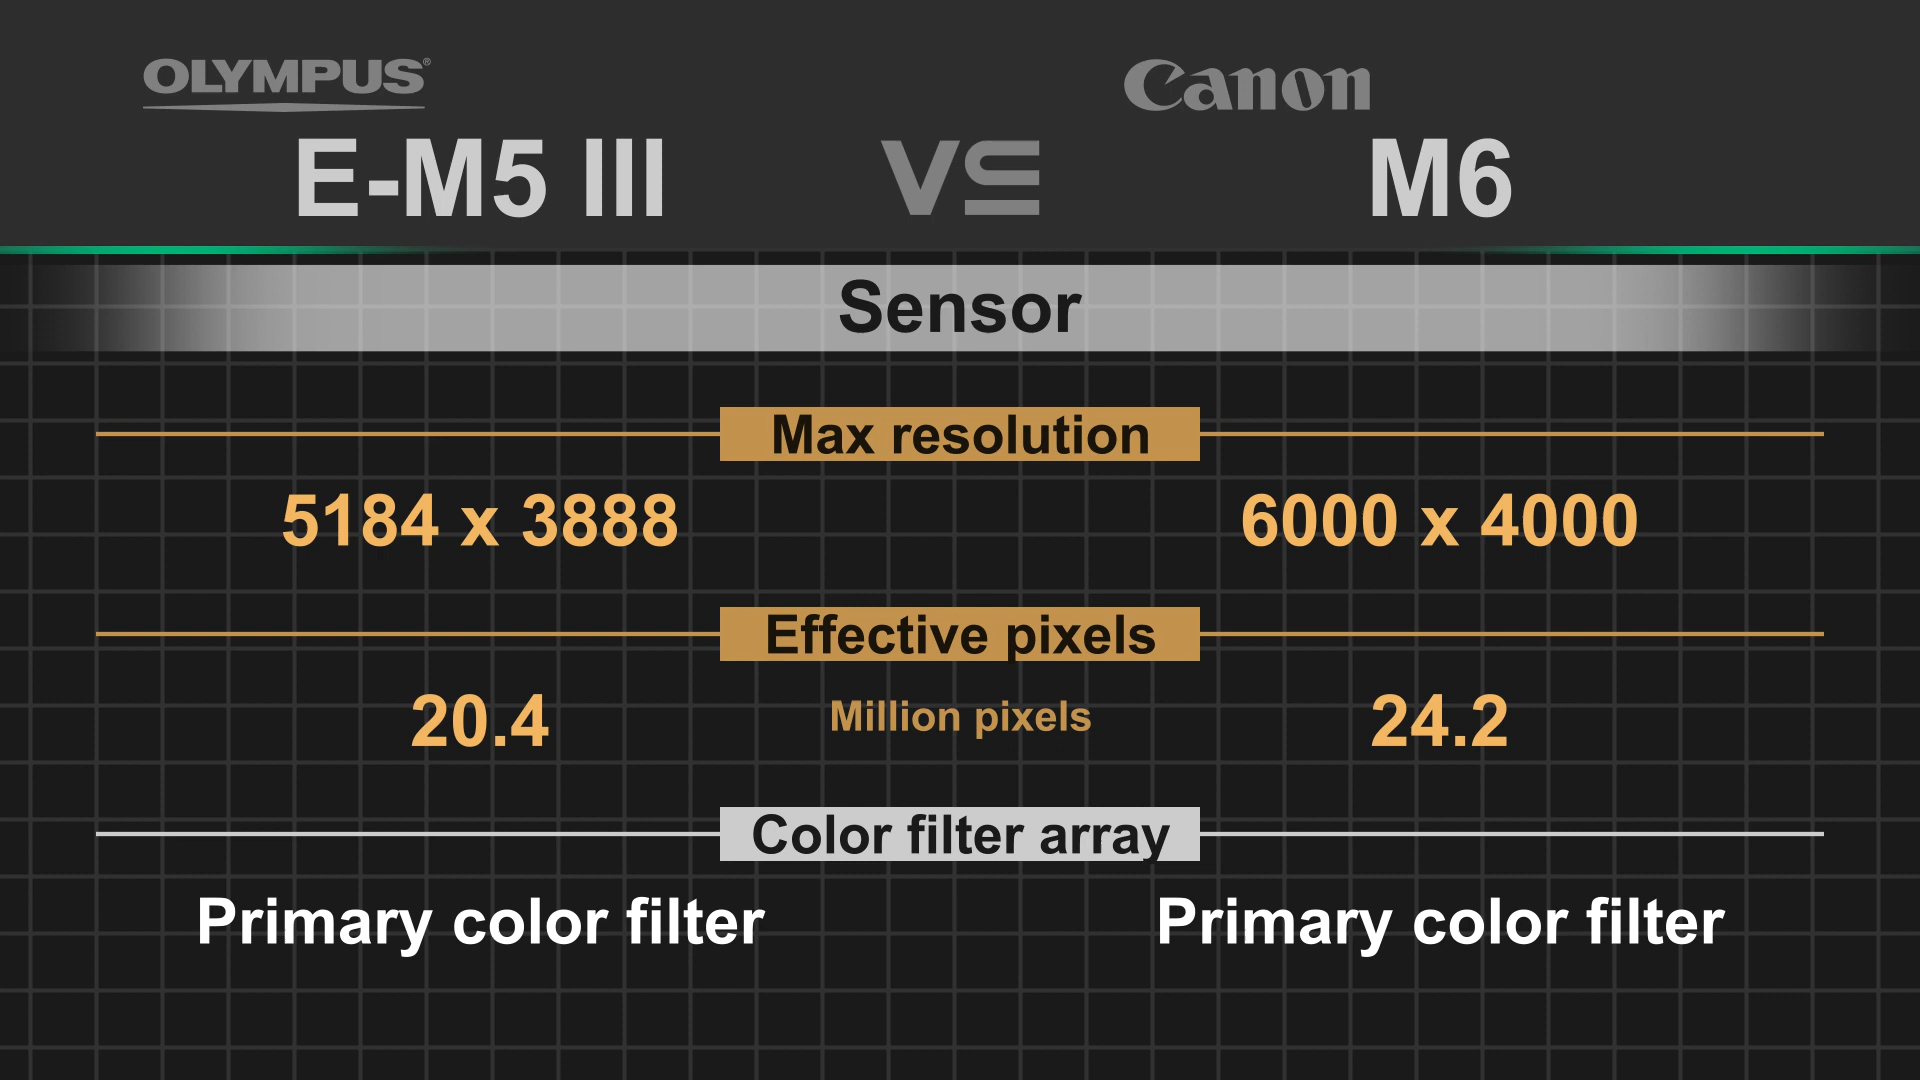 OLYMPUS®
Canon
E-M5 III
VS
M6
Sensor
Max resolution
5184 x 3888
6000 x 4000
Effective pixels
20.4
Million pixels
24.2
Color filter array
Primary color filter
Primary color filter